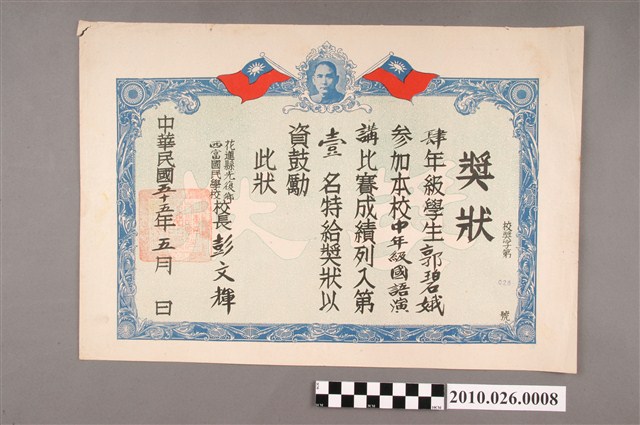 獎狀
校獎字第 028 號
肆年級學生郭碧娥
參加本校中年級國語演
講比賽成績列入第
壹名特給獎狀以
資鼓勵
此狀
花蓮縣光復鄉
西富國民學校校長彭文輝
中華民國五十五年五月 日
2010.026.0008